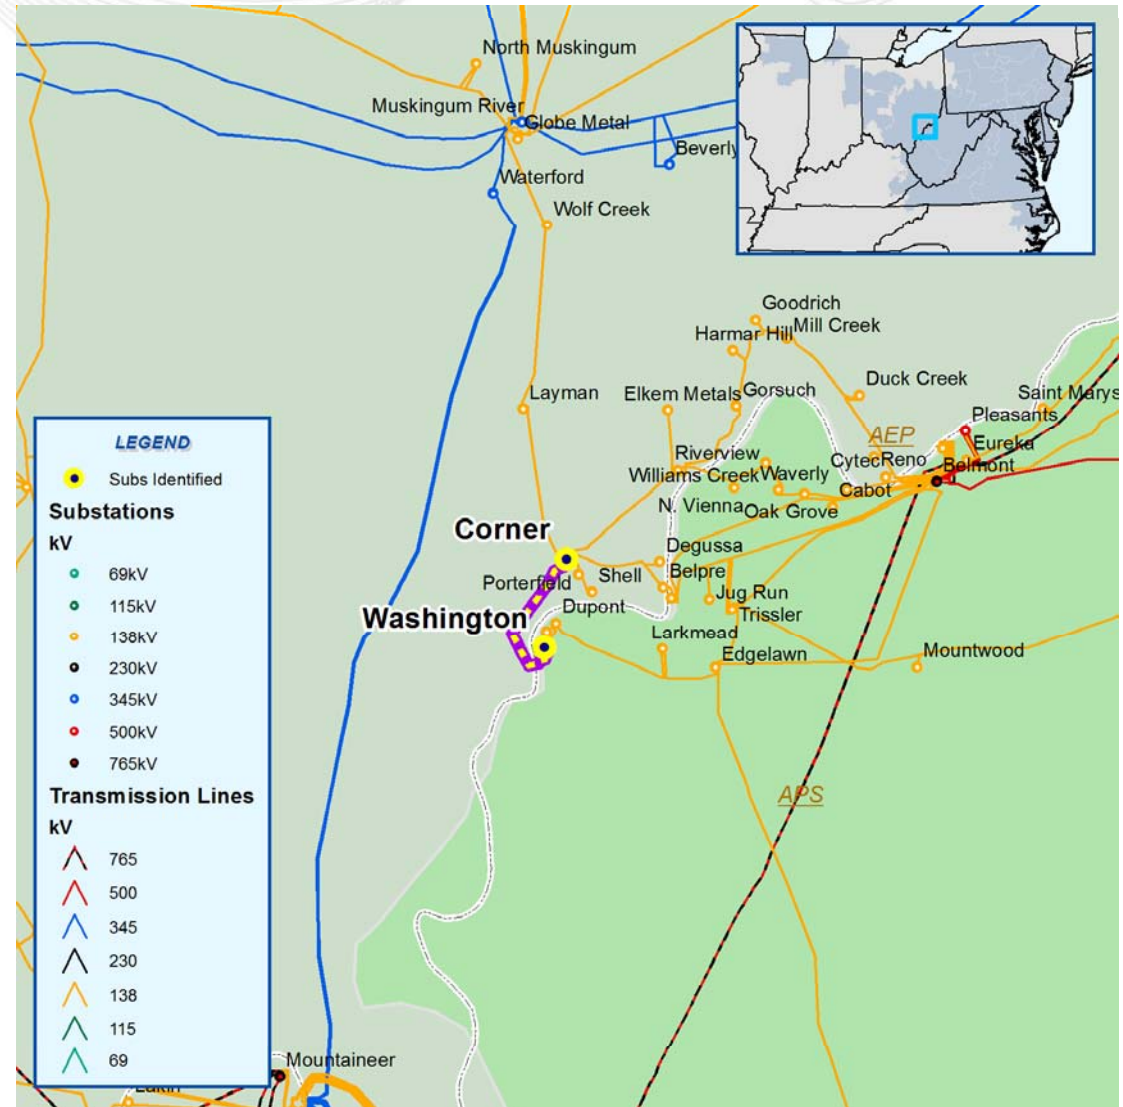 North Muskingum
Muskingum River
Globe Metal
Beverly
Waterford
Wolf Creek
Goodrich
Harmar Hill
Mill Creek
Layman
Elkem Metals
Gorsuch
Duck Creek
Saint Marys
Pleasants
AEP
Eureka
Riverview
Cytec
Reno
Belmont
Williams Creek
Waverly
Cabot
N. Vienna
Oak Grove
Corner
Degussa
Porterfield
Shell
Belpre
Washington
Dupont
Jug Run
Trissler
Larkmead
Edgelawn
Mountwood
APS
Mountaineer
LEGEND
Subs Identified
Substations
kV
69kV
115kV
138kV
230kV
345kV
500kV
765kV
Transmission Lines
kV
765
500
345
230
138
115
69